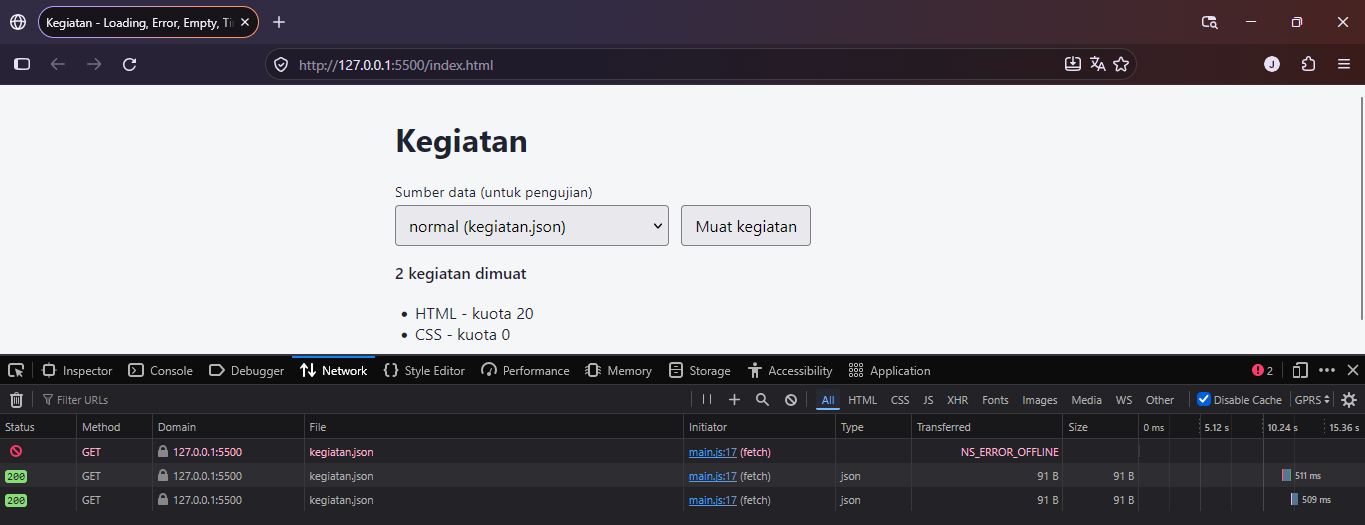 Kegiatan - Loading, Error, Empty, Ti
http://127.0.0.1:5500/index.html
J
Kegiatan
Sumber data (untuk pengujian)
normal (kegiatan.json)
Muat kegiatan
2 kegiatan dimuat
HTML - kuota 20
CSS - kuota 0
Inspector Console Debugger Network Style Editor Performance Memory Storage Accessibility Application 2
Filter URLs All HTML CSS JS XHR Fonts Images Media WS Other Disable Cache GPRS
Status Method Domain File Initiator Type Transferred Size 0 ms 5.12 s 10.24 s 15.36 s
GET 127.0.0.1:5500 kegiatan.json main.js:17 (fetch) NS_ERROR_OFFLINE
200 GET 127.0.0.1:5500 kegiatan.json main.js:17 (fetch) json 91 B 91 B 511 ms
200 GET 127.0.0.1:5500 kegiatan.json main.js:17 (fetch) json 91 B 91 B 509 ms